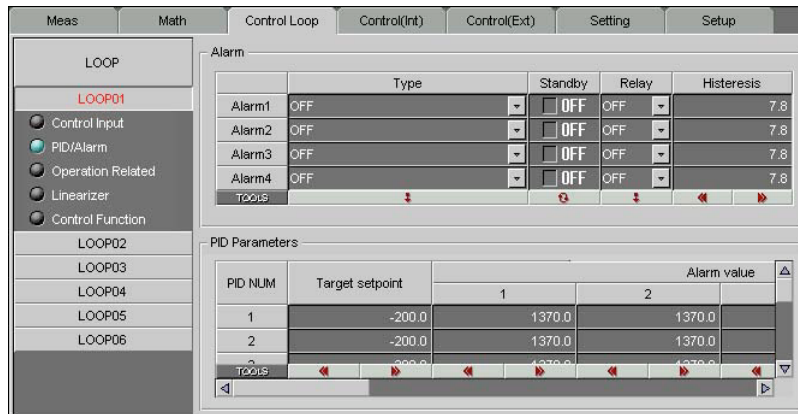 Meas Math Control Loop Control(Int) Control(Ext) Setting Setup
LOOP
LOOP01
Control Input
PID/Alarm
Operation Related
Linearizer
Control Function
LOOP02
LOOP03
LOOP04
LOOP05
LOOP06
Alarm
Type Standby Relay Histeresis
Alarm1 OFF OFF OFF 7.8
Alarm2 OFF OFF OFF 7.8
Alarm3 OFF OFF OFF 7.8
Alarm4 OFF OFF OFF 7.8
TOOLS
PID Parameters
PID NUM Target setpoint Alarm value
1 2
1 -200.0 1370.0 1370.0
2 -200.0 1370.0 1370.0
TOOLS